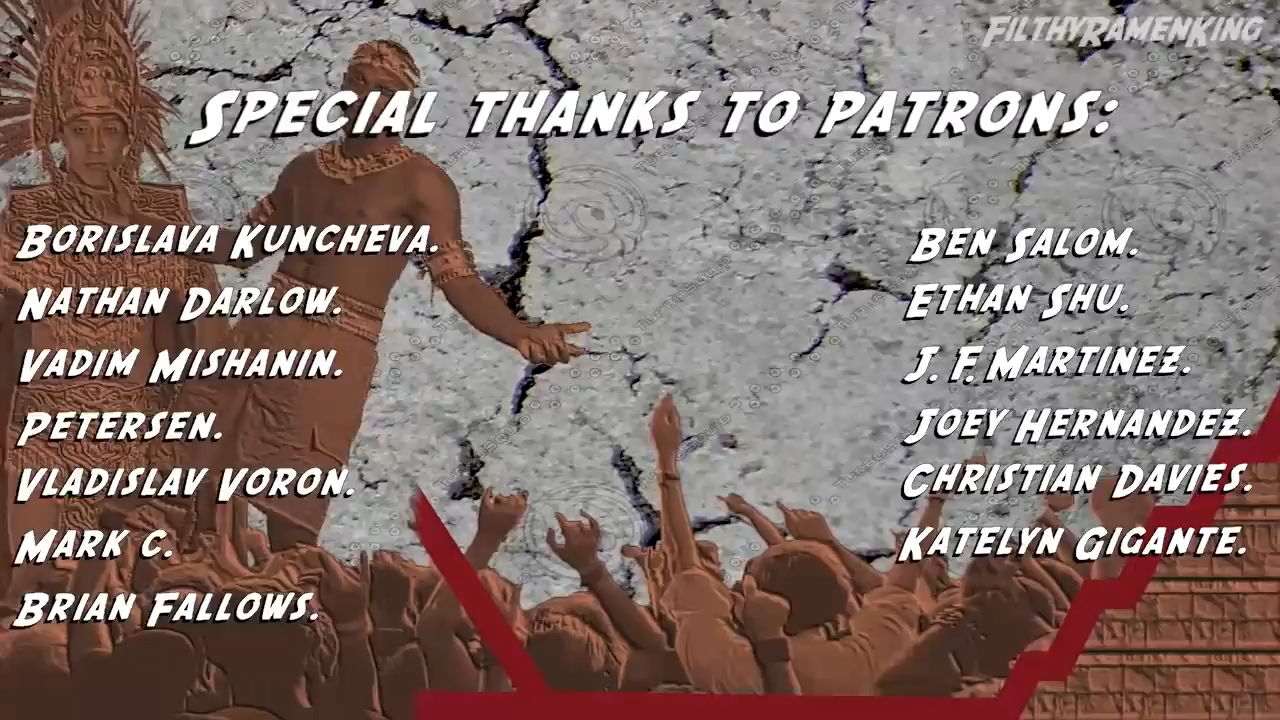 FilthyRamenKing
Special thanks to patrons:
Borislava Kuncheva.
Nathan Darlow.
Vadim Mishanin.
Petersen.
Vladislav Voron.
Mark C.
Brian Fallows.
Ben Salom.
Ethan Shu.
J. F. Martinez.
Joey Hernandez.
Christian Davies.
Katelyn Gigante.